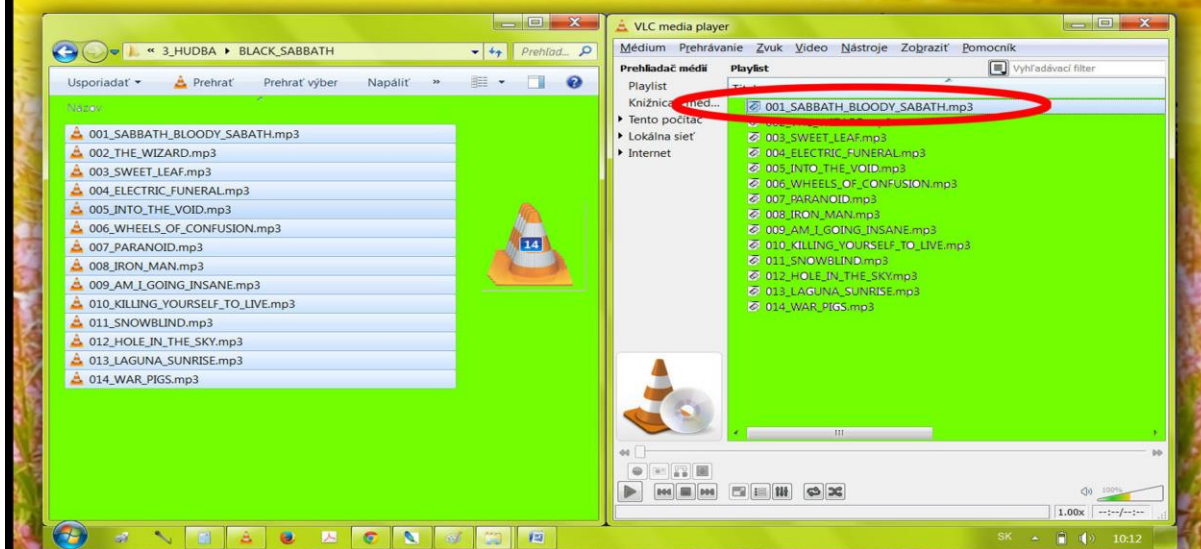 « 3_HUDBA ▸ BLACK_SABBATH
Prehľad...
Usporiadať
Prehrať
Prehrať výber
Napáliť
»
Názov
001_SABBATH_BLOODY_SABATH.mp3
002_THE_WIZARD.mp3
003_SWEET_LEAF.mp3
004_ELECTRIC_FUNERAL.mp3
005_INTO_THE_VOID.mp3
006_WHEELS_OF_CONFUSION.mp3
007_PARANOID.mp3
008_IRON_MAN.mp3
009_AM_I_GOING_INSANE.mp3
010_KILLING_YOURSELF_TO_LIVE.mp3
011_SNOWBLIND.mp3
012_HOLE_IN_THE_SKY.mp3
013_LAGUNA_SUNRISE.mp3
014_WAR_PIGS.mp3
14
VLC media player
Médium Prehrávanie Zvuk Video Nástroje Zobraziť Pomocník
Prehliadač médií
Playlist
Tento počítač
Lokálna sieť
Internet
Playlist
Vyhľadávací filter
001_SABBATH_BLOODY_SABATH.mp3
003_SWEET_LEAF.mp3
004_ELECTRIC_FUNERAL.mp3
005_INTO_THE_VOID.mp3
006_WHEELS_OF_CONFUSION.mp3
007_PARANOID.mp3
008_IRON_MAN.mp3
009_AM_I_GOING_INSANE.mp3
010_KILLING_YOURSELF_TO_LIVE.mp3
011_SNOWBLIND.mp3
012_HOLE_IN_THE_SKY.mp3
013_LAGUNA_SUNRISE.mp3
014_WAR_PIGS.mp3
100%
1.00x --:--/--:--
SK
10:12